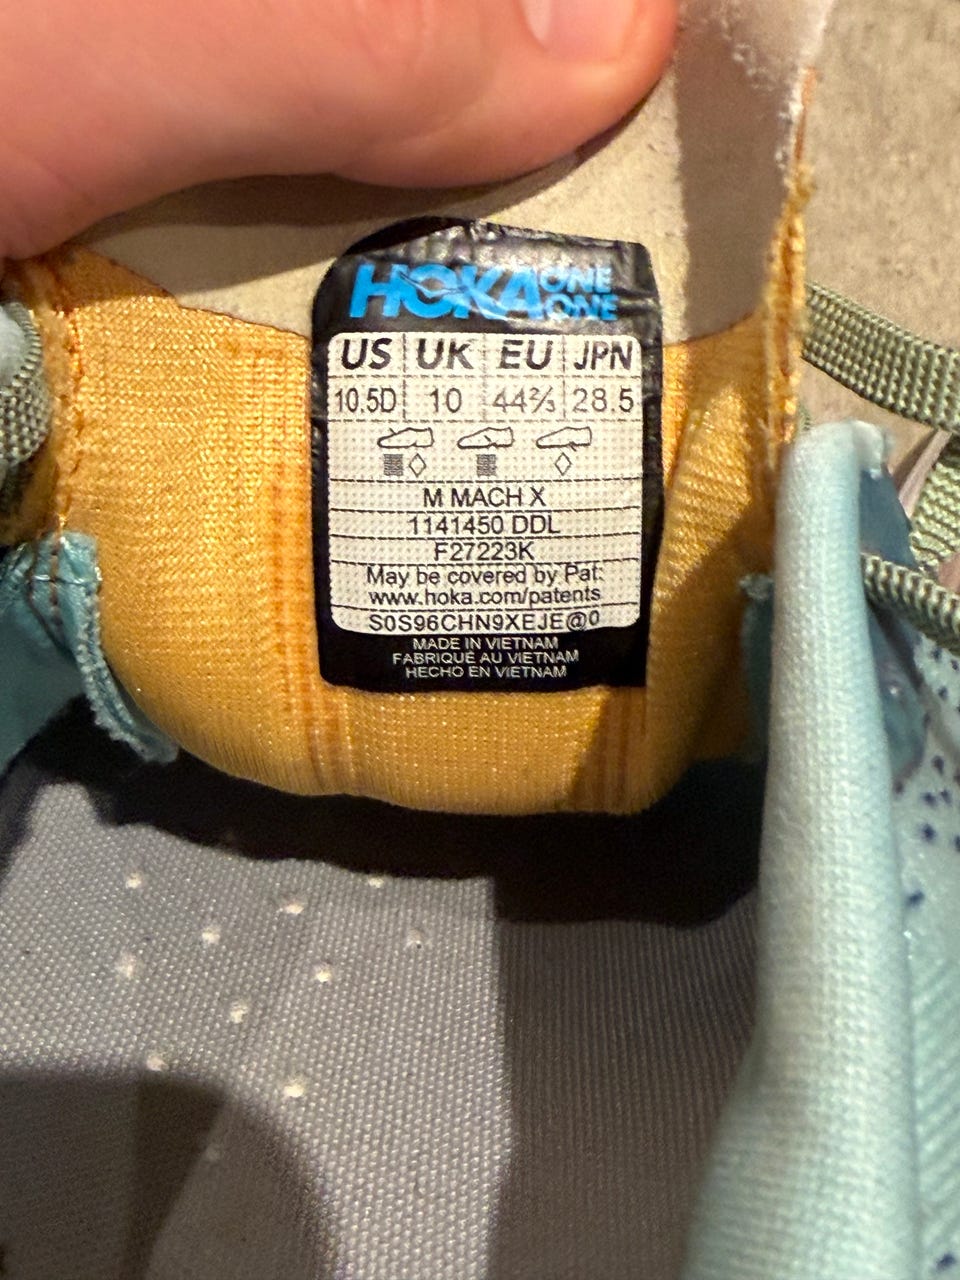 HOKA ONE ONE
US UK EU JPN
10.5D 10 44⅔ 28.5
M MACH X
1141450 DDL
F27223K
May be covered by Pat:
www.hoka.com/patents
S0S96CHN9XEJE@0
MADE IN VIETNAM
FABRIQUÉ AU VIETNAM
HECHO EN VIETNAM